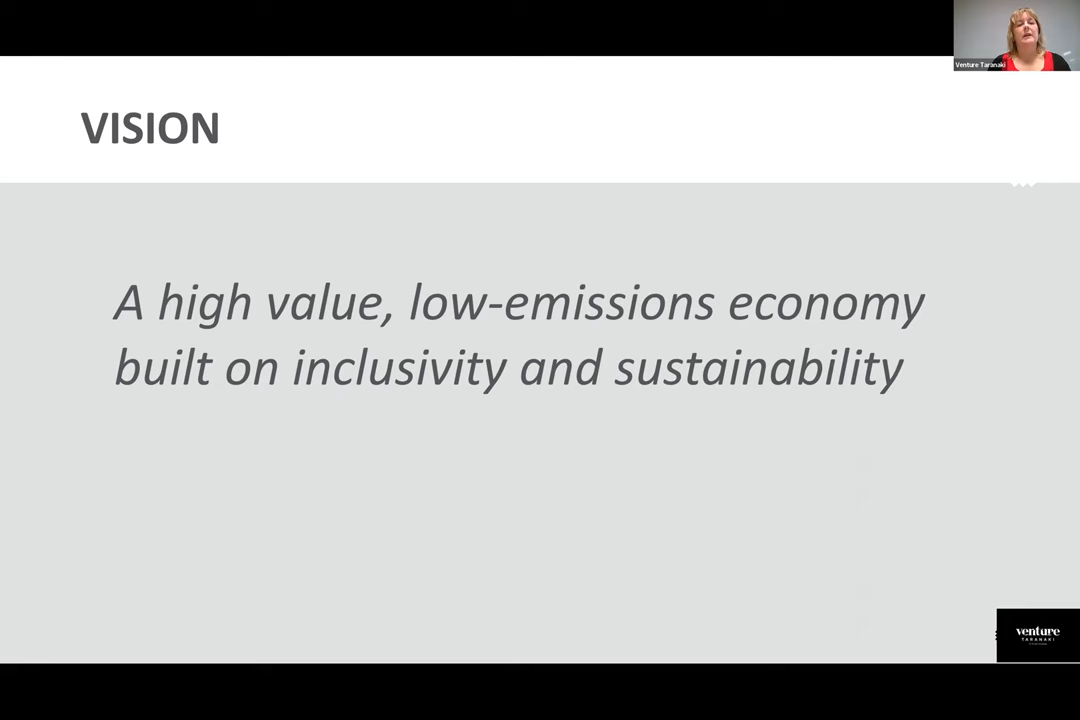 Venture Taranaki
VISION
A high value, low-emissions economy
built on inclusivity and sustainability
venture
TARANAKI